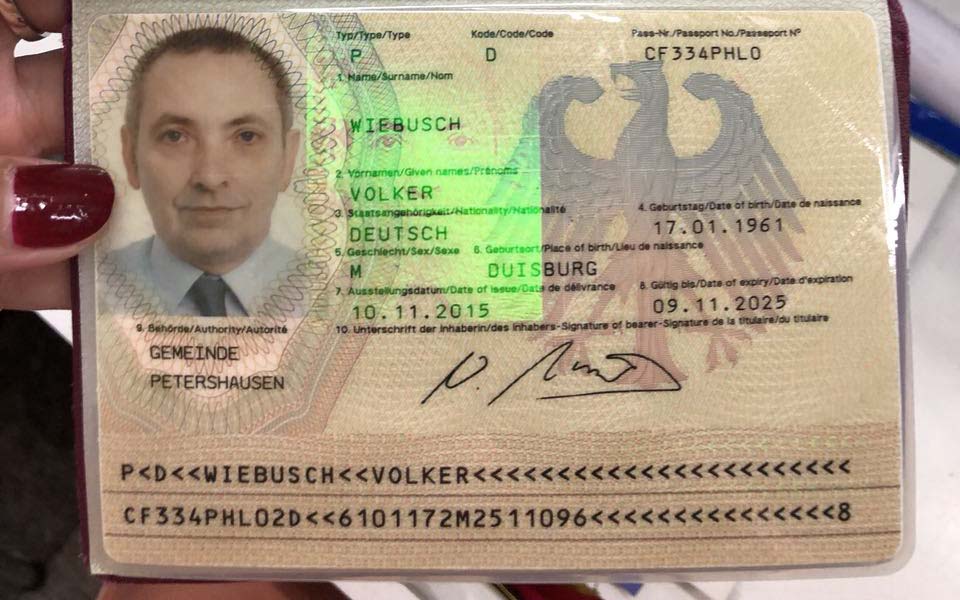 Typ/Type/Type Kode/Code/Code Pass-Nr./Passport No./Passeport N°
P D CF334PHL0
1. Name/Surname/Nom
WIEBUSCH
2. Vornamen/Given names/Prénoms
VOLKER
3. Staatsangehörigkeit/Nationality/Nationalité 4. Geburtstag/Date of birth/Date de naissance
DEUTSCH 17.01.1961
5. Geschlecht/Sex/Sexe 6. Geburtsort/Place of birth/Lieu de naissance
M DUISBURG
7. Ausstellungsdatum/Date of issue/Date de délivrance 8. Gültig bis/Date of expiry/Date d'expiration
10.11.2015 09.11.2025
9. Behörde/Authority/Autorité 10. Unterschrift der Inhaberin/des Inhabers-Signature of bearer-Signature de la titulaire/du titulaire
GEMEINDE
PETERSHAUSEN
P<D<<WIEBUSCH<<VOLKER<<<<<<<<<<<<<<<<<<<<<<<
CF334PHL02D<<6101172M2511096<<<<<<<<<<<<<<<8